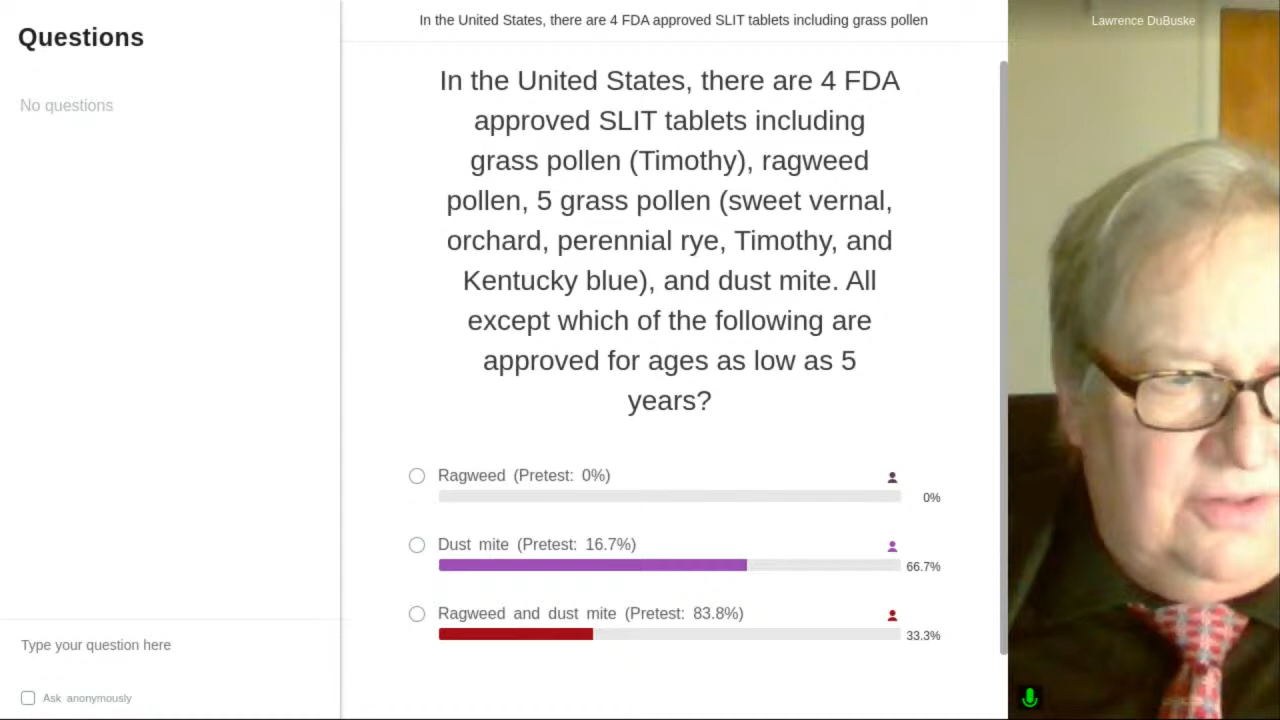 Questions
No questions
Type your question here
Ask anonymously
In the United States, there are 4 FDA approved SLIT tablets including grass pollen
In the United States, there are 4 FDA
approved SLIT tablets including
grass pollen (Timothy), ragweed
pollen, 5 grass pollen (sweet vernal,
orchard, perennial rye, Timothy, and
Kentucky blue), and dust mite. All
except which of the following are
approved for ages as low as 5
years?
Ragweed (Pretest: 0%)
0%
Dust mite (Pretest: 16.7%)
66.7%
Ragweed and dust mite (Pretest: 83.8%)
33.3%
Lawrence DuBuske